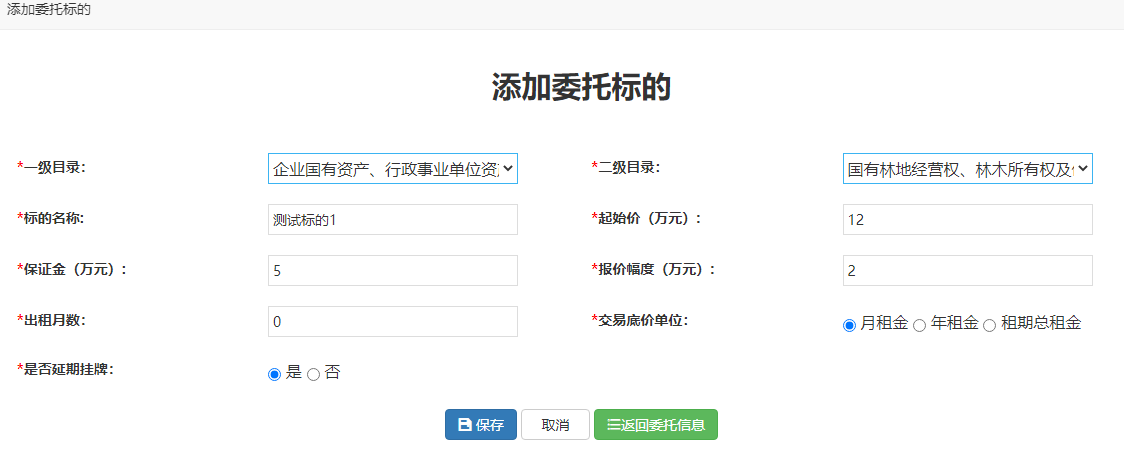 添加委托标的
添加委托标的
*一级目录: 企业国有资产、行政事业单位资 *二级目录: 国有林地经营权、林木所有权及
*标的名称: 测试标的1 *起始价（万元）: 12
*保证金（万元）: 5 *报价幅度（万元）: 2
*出租月数: 0 *交易底价单位: 月租金 年租金 租期总租金
*是否延期挂牌: 是 否
保存 取消 返回委托信息